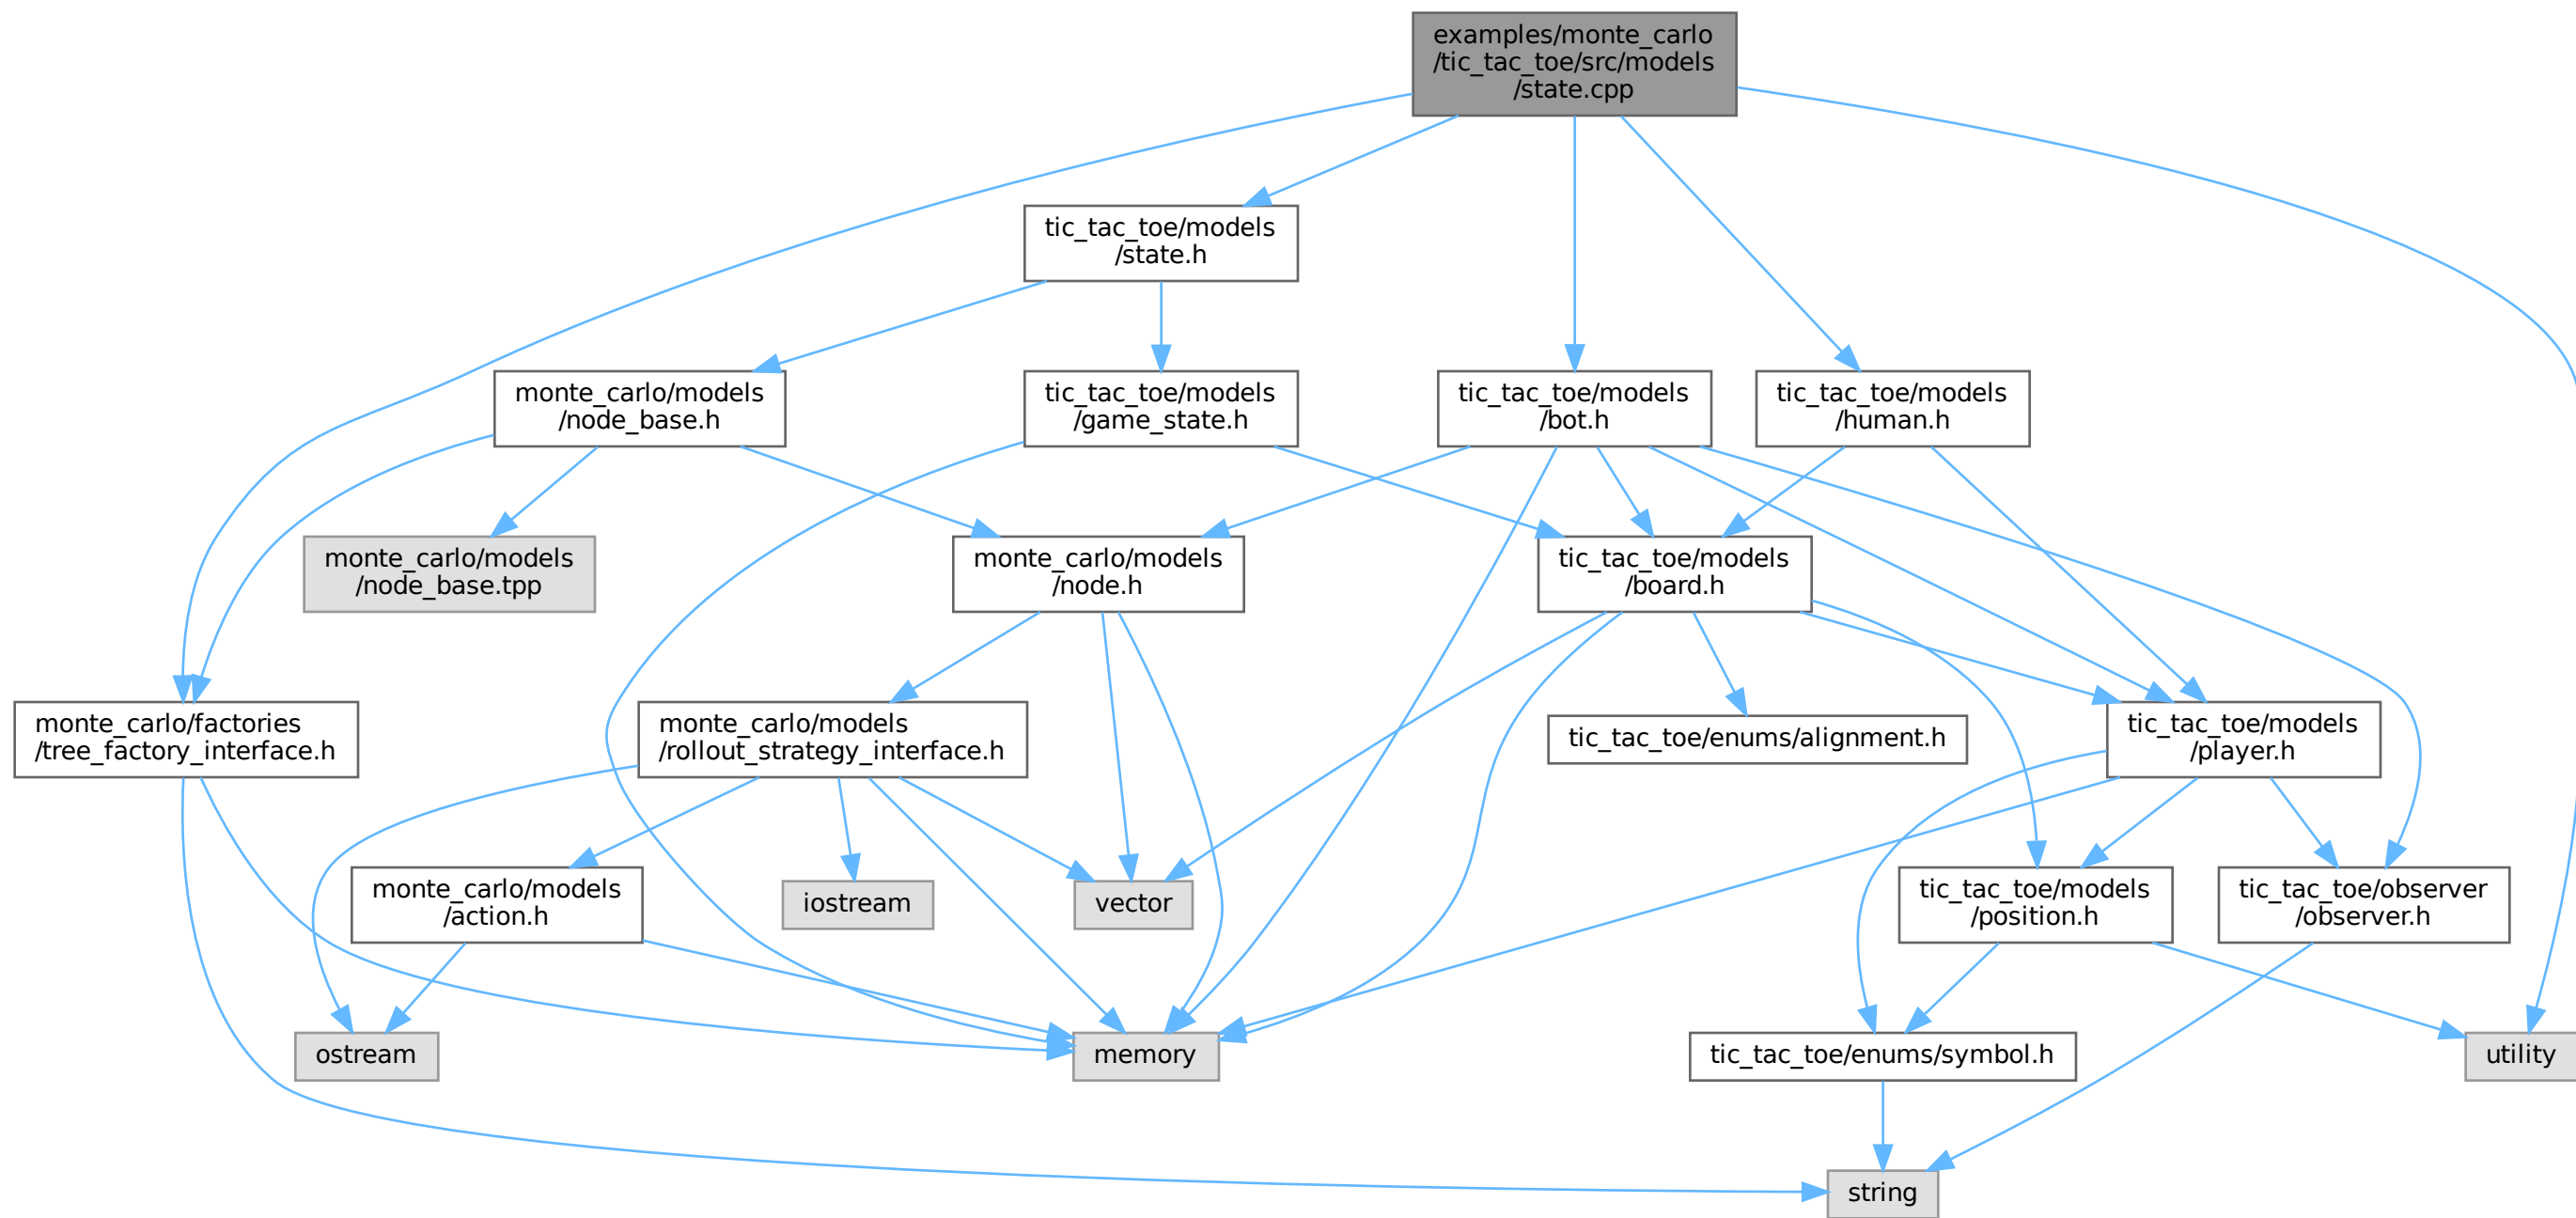 examples/monte_carlo
/tic_tac_toe/src/models
/state.cpp
tic_tac_toe/models
/state.h
monte_carlo/models
/node_base.h
tic_tac_toe/models
/game_state.h
tic_tac_toe/models
/bot.h
tic_tac_toe/models
/human.h
monte_carlo/models
/node_base.tpp
monte_carlo/models
/node.h
tic_tac_toe/models
/board.h
monte_carlo/factories
/tree_factory_interface.h
monte_carlo/models
/rollout_strategy_interface.h
tic_tac_toe/enums/alignment.h
tic_tac_toe/models
/player.h
monte_carlo/models
/action.h
iostream
vector
tic_tac_toe/models
/position.h
tic_tac_toe/observer
/observer.h
ostream
memory
tic_tac_toe/enums/symbol.h
utility
string